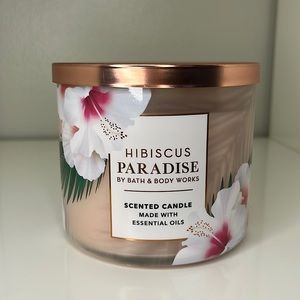 HIBISCUS
PARADISE
BY BATH & BODY WORKS
SCENTED CANDLE
MADE WITH
ESSENTIAL OILS